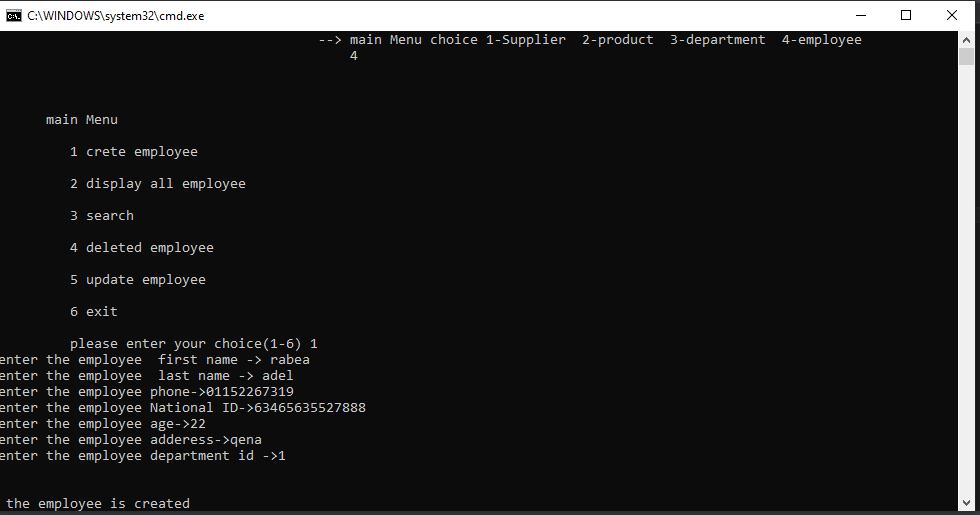 C:\WINDOWS\system32\cmd.exe
--> main Menu choice 1-Supplier  2-product  3-department  4-employee
4
main Menu
1 crete employee
2 display all employee
3 search
4 deleted employee
5 update employee
6 exit
please enter your choice(1-6) 1
enter the employee  first name -> rabea
enter the employee  last name -> adel
enter the employee phone->01152267319
enter the employee National ID->63465635527888
enter the employee age->22
enter the employee adderess->qena
enter the employee department id ->1
the employee is created